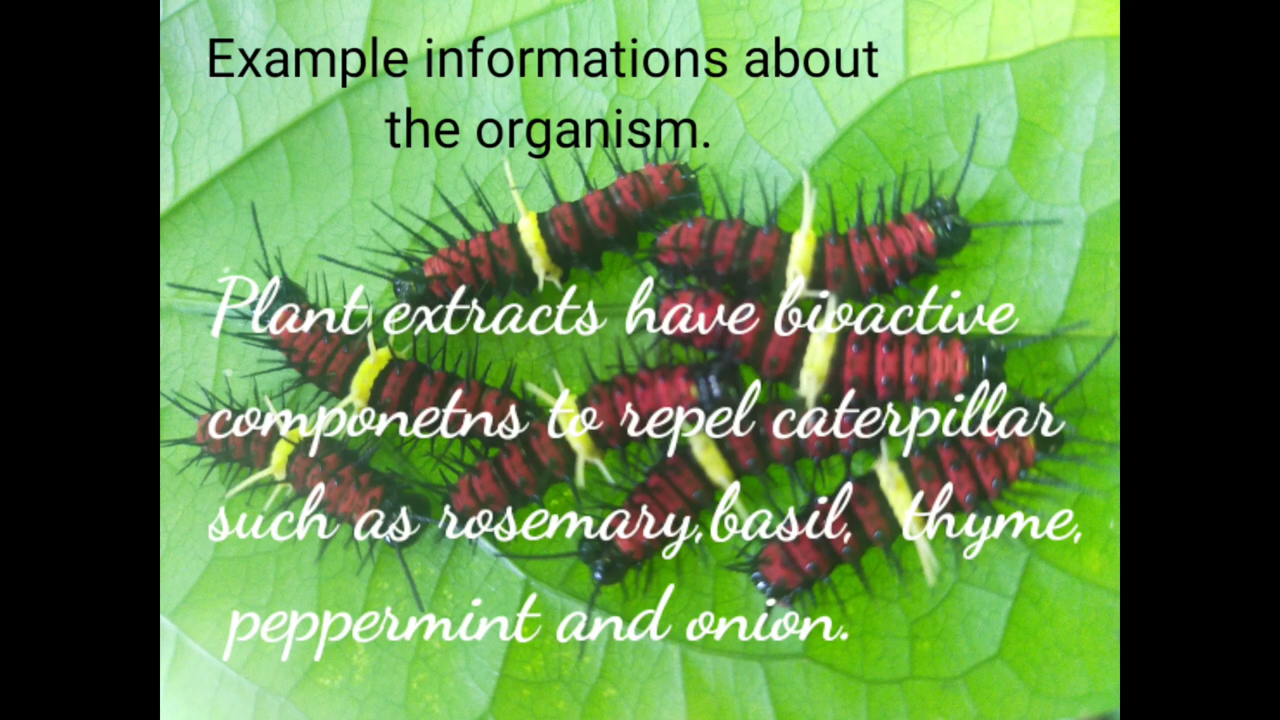 Example informations about
the organism.
Plant extracts have bioactive
componetns to repel caterpillar
such as rosemary,basil, thyme,
peppermint and onion.